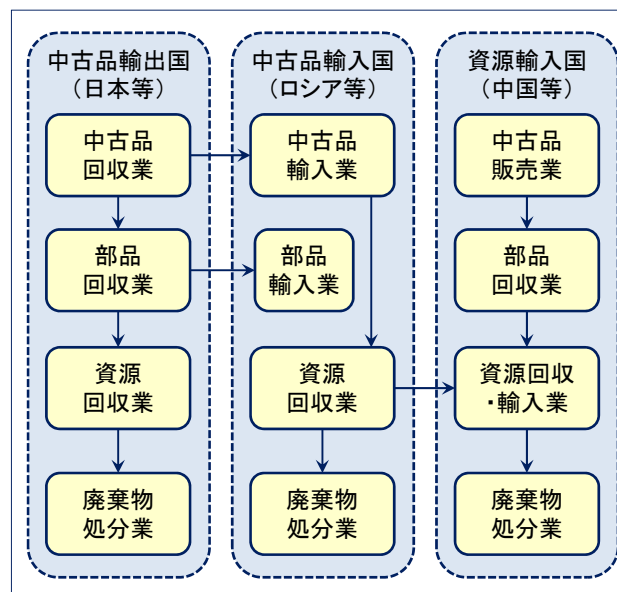 中古品輸出国
（日本等）
中古品
回収業
部品
回収業
資源
回収業
廃棄物
処分業
中古品輸入国
（ロシア等）
中古品
輸入業
部品
輸入業
資源
回収業
廃棄物
処分業
資源輸入国
（中国等）
中古品
販売業
部品
回収業
資源回収
・輸入業
廃棄物
処分業